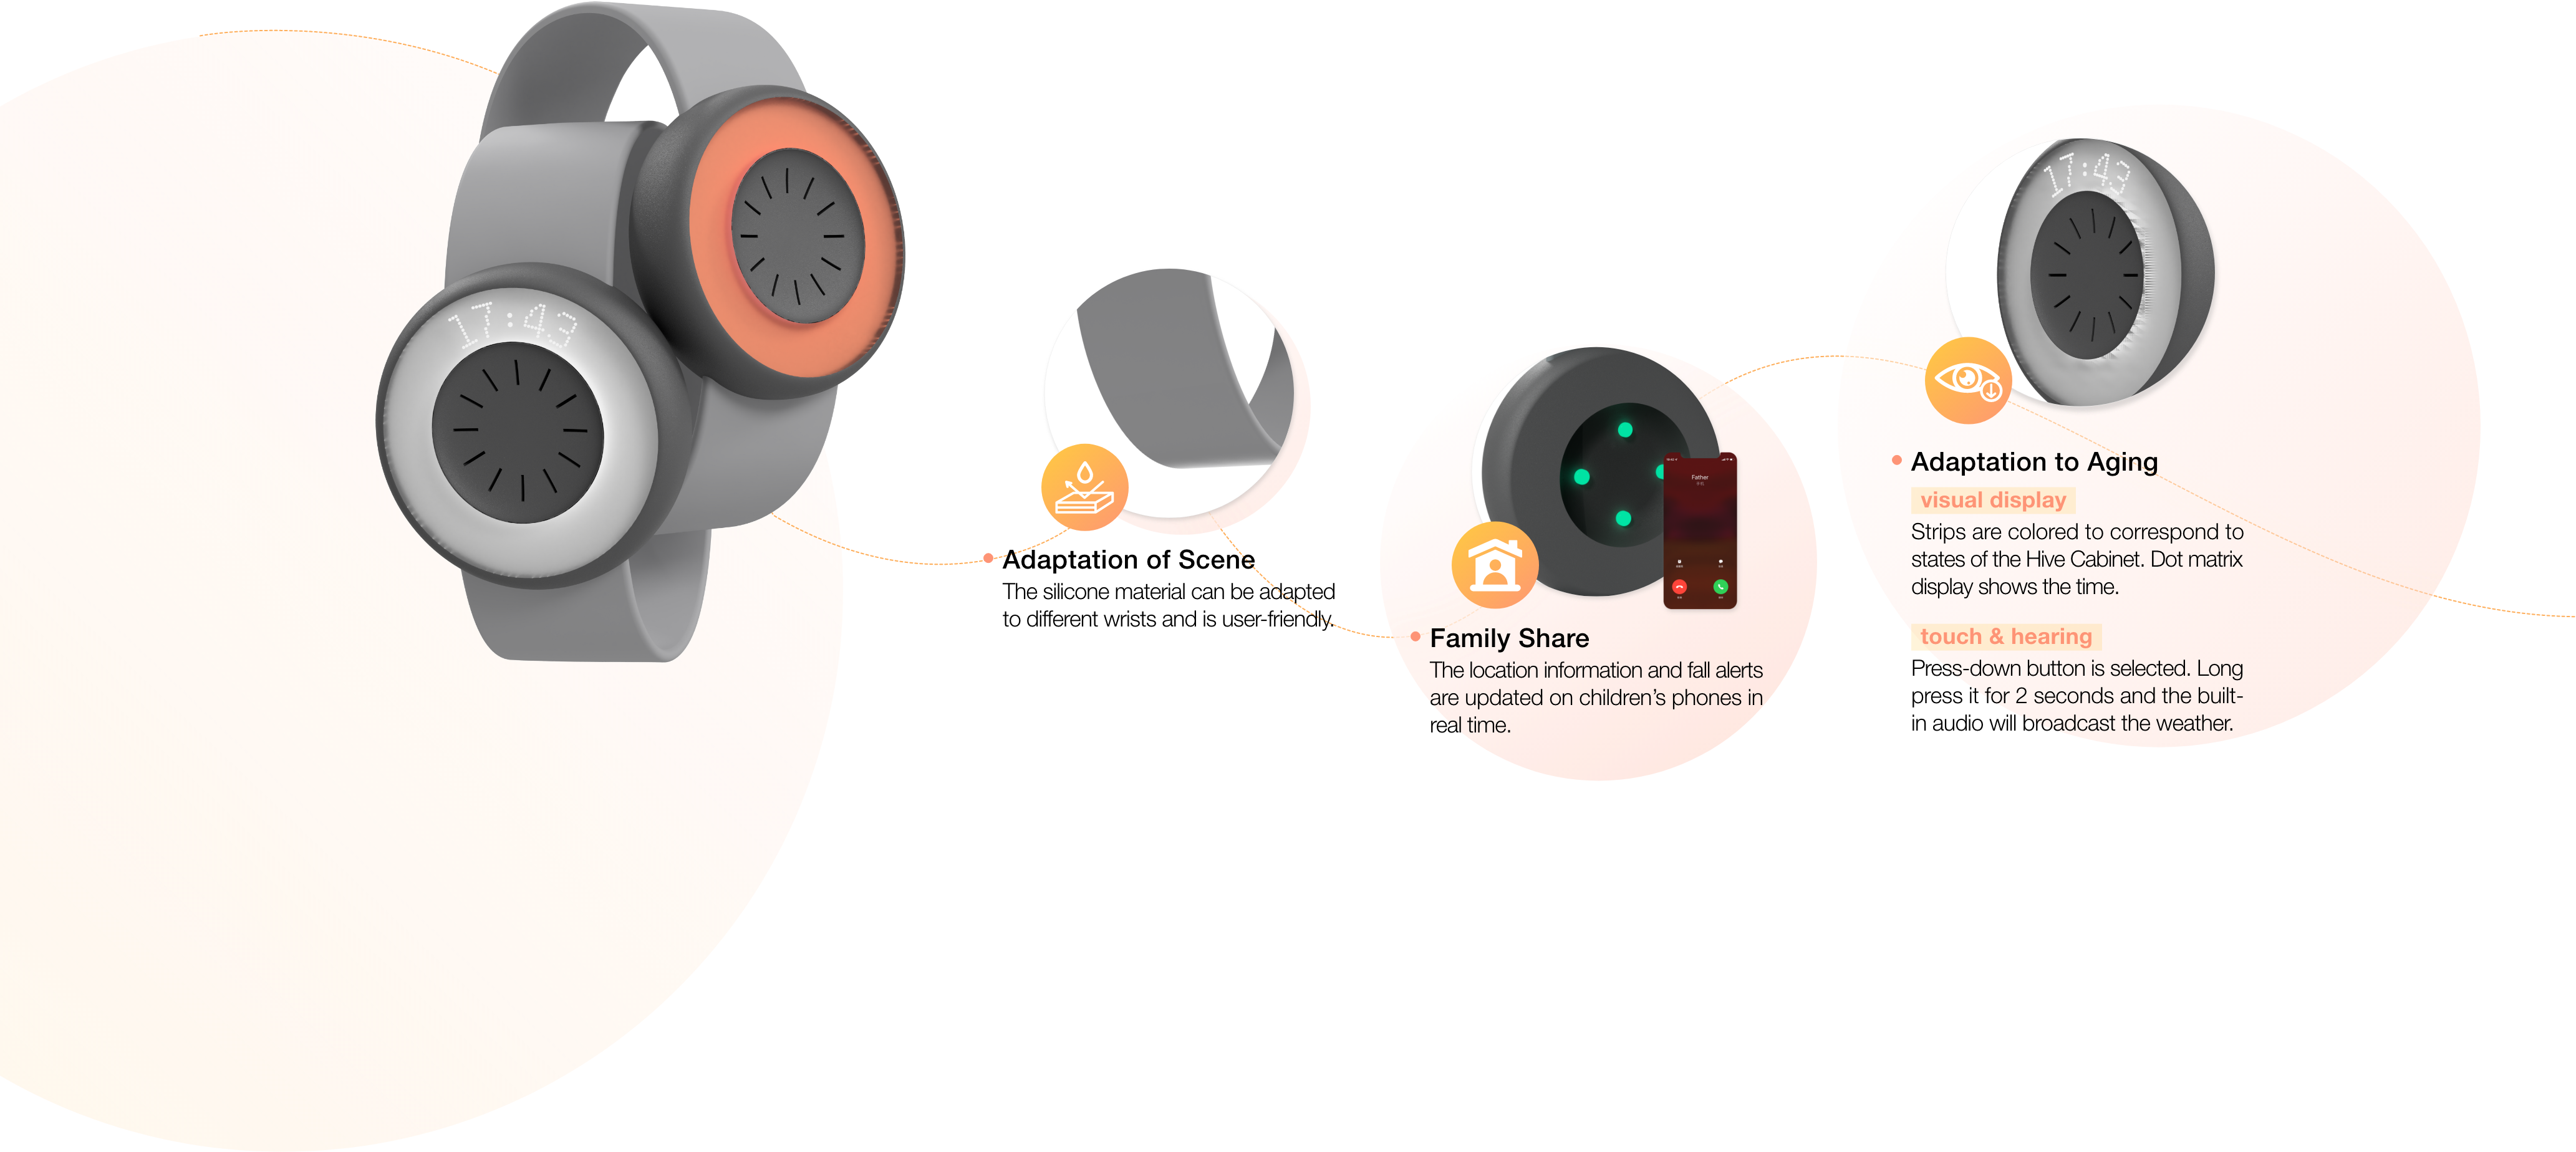 17:43
Adaptation of Scene
The silicone material can be adapted
to different wrists and is user-friendly.
Father
Family Share
The location information and fall alerts
are updated on children’s phones in
real time.
17:43
Adaptation to Aging
visual display
Strips are colored to correspond to
states of the Hive Cabinet. Dot matrix
display shows the time.
touch & hearing
Press-down button is selected. Long
press it for 2 seconds and the built-
in audio will broadcast the weather.